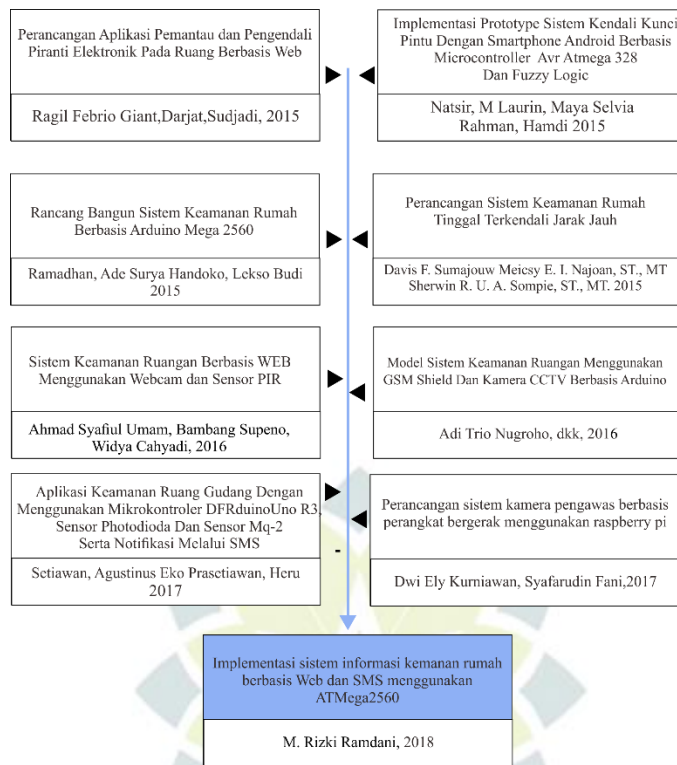 Perancangan Aplikasi Pemantau dan Pengendali
Piranti Elektronik Pada Ruang Berbasis Web
Ragil Febrio Giant,Darjat,Sudjadi, 2015
Implementasi Prototype Sistem Kendali Kunci
Pintu Dengan Smartphone Android Berbasis
Microcontroller Avr Atmega 328
Dan Fuzzy Logic
Natsir, M Laurin, Maya Selvia
Rahman, Hamdi 2015
Rancang Bangun Sistem Keamanan Rumah
Berbasis Arduino Mega 2560
Ramadhan, Ade Surya Handoko, Lekso Budi
2015
Perancangan Sistem Keamanan Rumah
Tinggal Terkendali Jarak Jauh
Davis F. Sumajouw Meicsy E. I. Najoan, ST., MT
Sherwin R. U. A. Sompie, ST., MT. 2015
Sistem Keamanan Ruangan Berbasis WEB
Menggunakan Webcam dan Sensor PIR
Ahmad Syafiul Umam, Bambang Supeno,
Widya Cahyadi, 2016
Model Sistem Keamanan Ruangan Menggunakan
GSM Shield Dan Kamera CCTV Berbasis Arduino
Adi Trio Nugroho, dkk, 2016
Aplikasi Keamanan Ruang Gudang Dengan
Menggunakan Mikrokontroler DFRduinoUno R3,
Sensor Photodioda Dan Sensor Mq-2
Serta Notifikasi Melalui SMS
Setiawan, Agustinus Eko Prasetiawan, Heru
2017
Perancangan sistem kamera pengawas berbasis
perangkat bergerak menggunakan raspberry pi
Dwi Ely Kurniawan, Syafarudin Fani,2017
Implementasi sistem informasi kemanan rumah
berbasis Web dan SMS menggunakan
ATMega2560
M. Rizki Ramdani, 2018